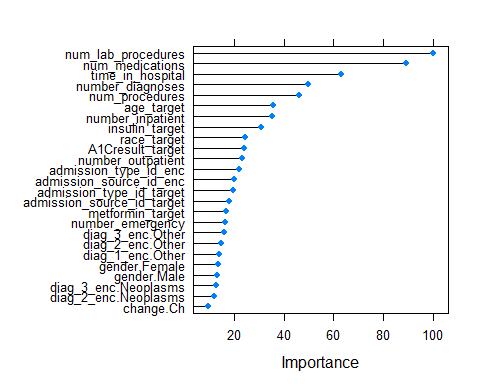 num_lab_procedures
num_medications
time_in_hospital
number_diagnoses
num_procedures
age_target
number_inpatient
insulin_target
race_target
A1Cresult_target
number_outpatient
admission_type_id_enc
admission_source_id_enc
admission_type_id_target
admission_source_id_target
metformin_target
number_emergency
diag_3_enc.Other
diag_2_enc.Other
diag_1_enc.Other
gender.Female
gender.Male
diag_3_enc.Neoplasms
diag_2_enc.Neoplasms
change.Ch
20 40 60 80 100
Importance